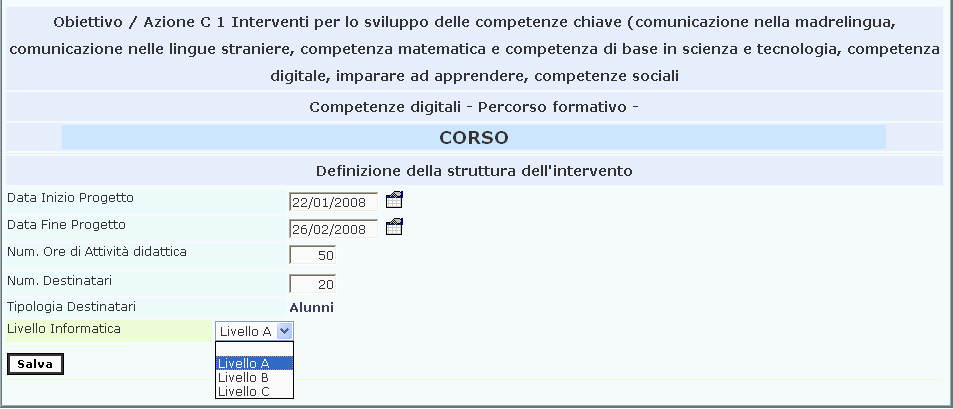 Obiettivo / Azione C 1 Interventi per lo sviluppo delle competenze chiave (comunicazione nella madrelingua,
comunicazione nelle lingue straniere, competenza matematica e competenza di base in scienza e tecnologia, competenza
digitale, imparare ad apprendere, competenze sociali
Competenze digitali - Percorso formativo -
CORSO
Definizione della struttura dell'intervento
Data Inizio Progetto 22/01/2008
Data Fine Progetto 26/02/2008
Num. Ore di Attività didattica 50
Num. Destinatari 20
Tipologia Destinatari Alunni
Livello Informatica Livello A
Livello A
Livello B
Livello C
Salva